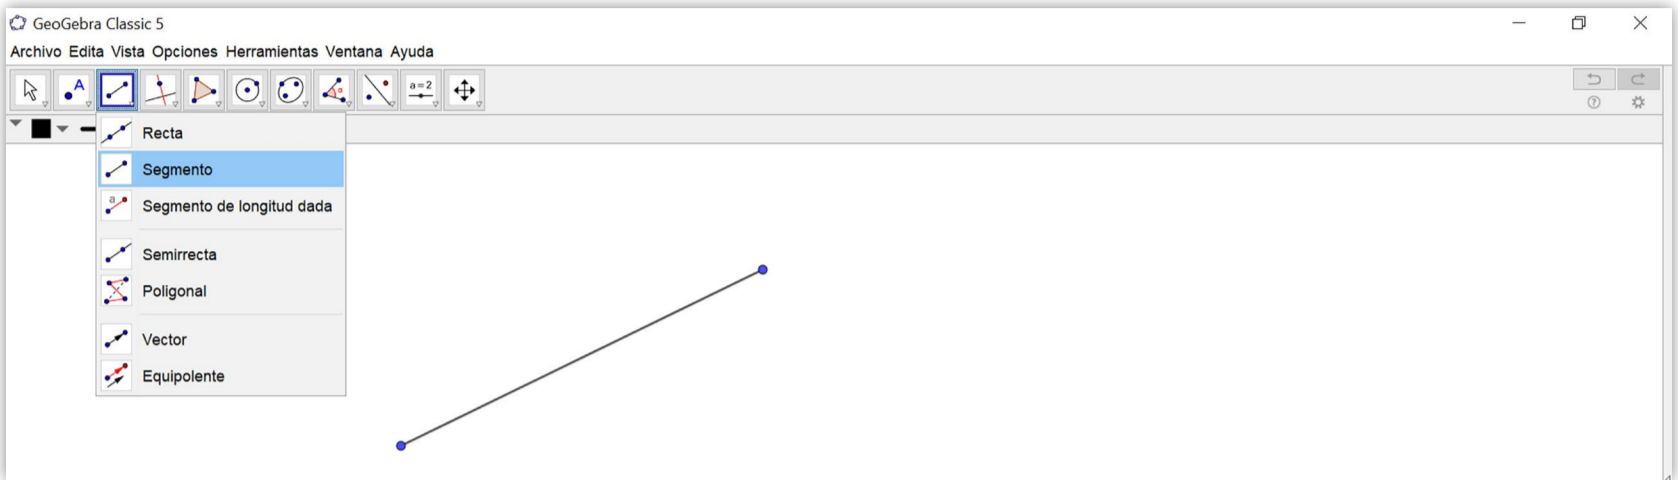 GeoGebra Classic 5
Archivo Edita Vista Opciones Herramientas Ventana Ayuda
A
a=2
Recta
Segmento
a
Segmento de longitud dada
Semirrecta
Poligonal
Vector
Equipolente